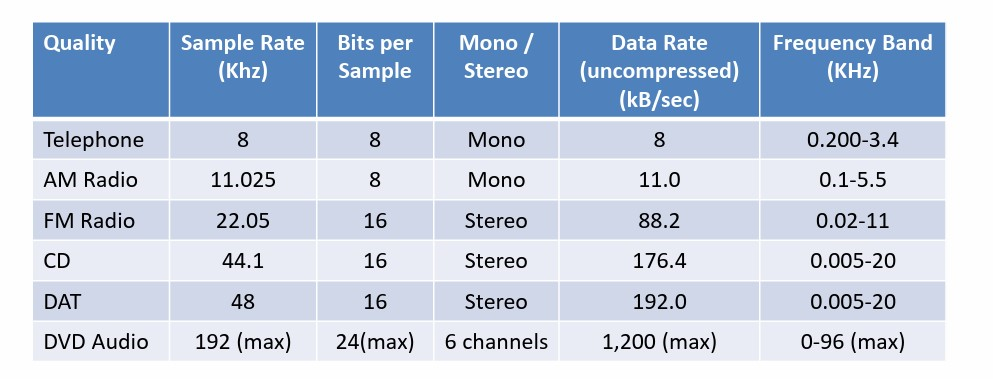 Quality Sample Rate (Khz) Bits per Sample Mono / Stereo Data Rate (uncompressed) (kB/sec) Frequency Band (KHz)
Telephone 8 8 Mono 8 0.200-3.4
AM Radio 11.025 8 Mono 11.0 0.1-5.5
FM Radio 22.05 16 Stereo 88.2 0.02-11
CD 44.1 16 Stereo 176.4 0.005-20
DAT 48 16 Stereo 192.0 0.005-20
DVD Audio 192 (max) 24(max) 6 channels 1,200 (max) 0-96 (max)